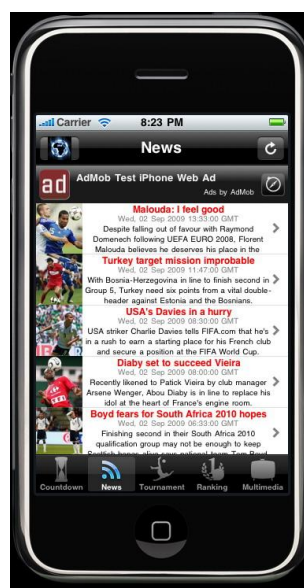 Carrier 8:23 PM
News
ad AdMob Test iPhone Web Ad
Ads by AdMob
Malouda: I feel good
Wed, 02 Sep 2009 13:33:00 GMT
Despite falling out of favour with Raymond
Domenech following UEFA EURO 2008, Florent
Malouda believes he deserves his place in the
Turkey target mission improbable
Wed, 02 Sep 2009 11:47:00 GMT
With Bosnia-Herzegovina in line to finish second in
Group 5, Turkey need six points from a vital double-
header against Estonia and the Bosnians.
USA's Davies in a hurry
Wed, 02 Sep 2009 08:30:00 GMT
USA striker Charlie Davies tells FIFA.com that he's
in a rush to earn a starting place for his French club
and secure a position at the FIFA World Cup.
Diaby set to succeed Vieira
Wed, 02 Sep 2009 08:00:00 GMT
Recently likened to Patick Vieira by club manager
Arsene Wenger, Abou Diaby is in line to replace his
idol at the heart of France's engine room.
Boyd fears for South Africa 2010 hopes
Wed, 02 Sep 2009 06:33:00 GMT
Finishing second in their South Africa 2010
qualification group may not be enough to keep
Scottish hopes alive says national team Tom Boyd
Countdown News Tournament Ranking Multimedia